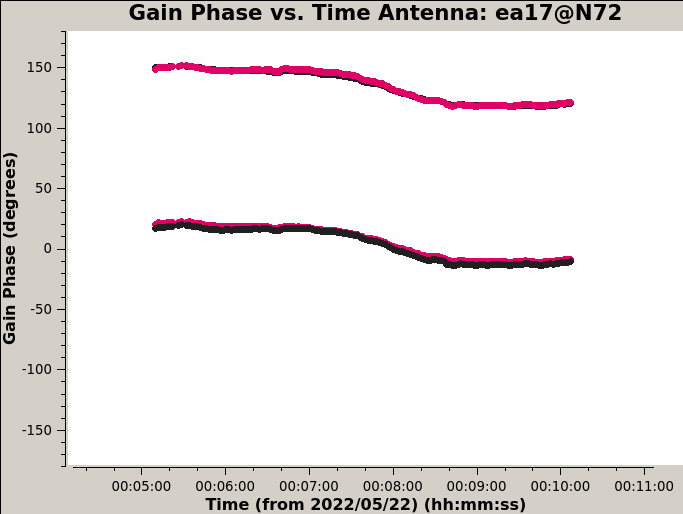 Gain Phase vs. Time Antenna: ea17@N72
150
100
50
0
-50
-100
-150
Gain Phase (degrees)
00:05:00 00:06:00 00:07:00 00:08:00 00:09:00 00:10:00 00:11:00
Time (from 2022/05/22) (hh:mm:ss)